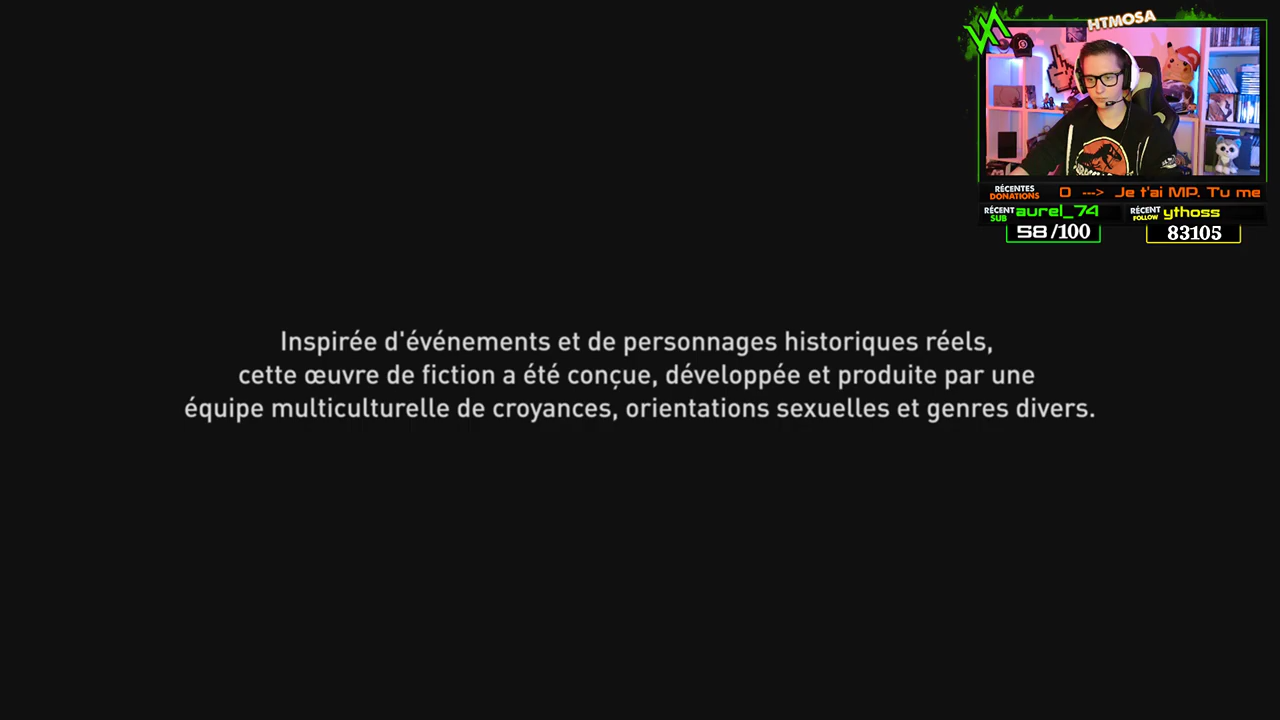 HTMOSA
RÉCENTES
DONATIONS
0 ---> Je t'ai MP. Tu me
RÉCENT
SUB
aurel_74
RÉCENT
FOLLOW
ythoss
58/100
83105
Inspirée d'événements et de personnages historiques réels,
cette œuvre de fiction a été conçue, développée et produite par une
équipe multiculturelle de croyances, orientations sexuelles et genres divers.